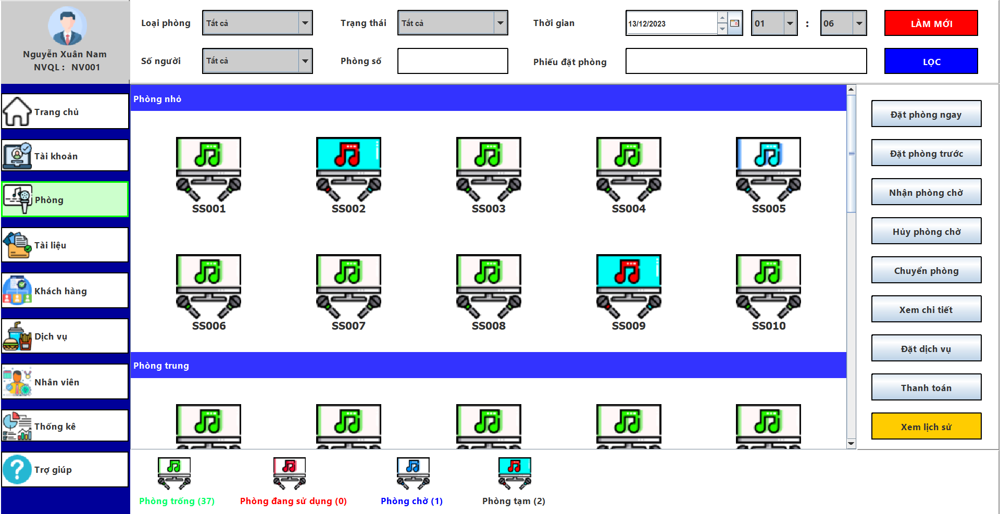 Nguyễn Xuân Nam
NVQL : NV001
Loại phòng
Tất cả
Trạng thái
Tất cả
Thời gian
13/12/2023
01
:
06
LÀM MỚI
Số người
Tất cả
Phòng số
Phiếu đặt phòng
LỌC
Trang chủ
Tài khoản
Phòng
Tài liệu
Khách hàng
Dịch vụ
Nhân viên
Thống kê
Trợ giúp
Phòng nhỏ
SS001
SS002
SS003
SS004
SS005
SS006
SS007
SS008
SS009
SS010
Phòng trung
Đặt phòng ngay
Đặt phòng trước
Nhận phòng chờ
Hủy phòng chờ
Chuyển phòng
Xem chi tiết
Đặt dịch vụ
Thanh toán
Xem lịch sử
Phòng trống (37)
Phòng đang sử dụng (0)
Phòng chờ (1)
Phòng tạm (2)